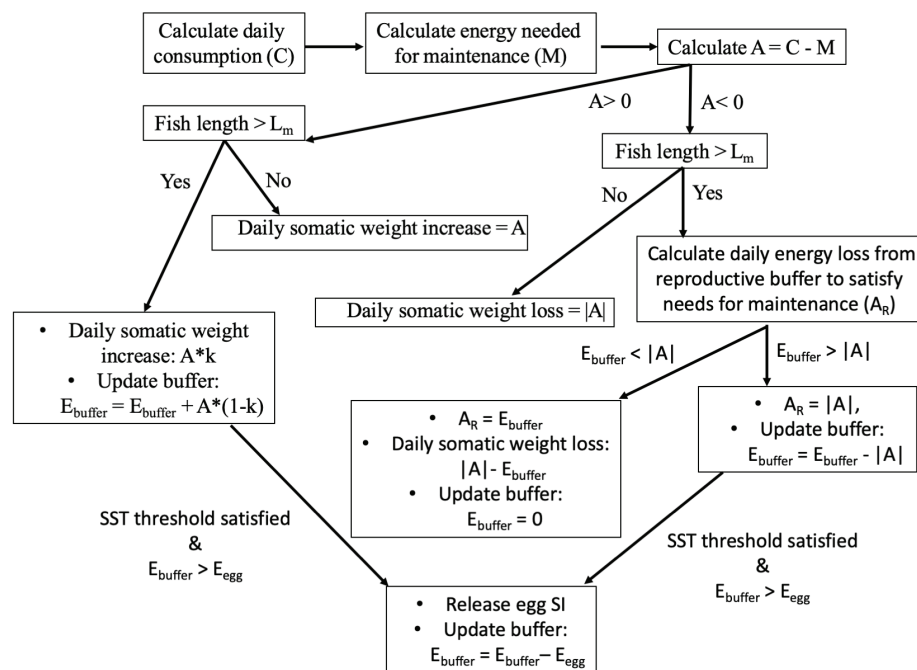 Calculate daily
consumption (C)
Calculate energy needed
for maintenance (M)
Calculate A = C - M
A> 0
A< 0
Fish length > Lm
Fish length > Lm
Yes
No
No
Yes
Daily somatic weight increase = A
Calculate daily energy loss from
reproductive buffer to satisfy
needs for maintenance (AR)
Daily somatic weight loss = |A|
• Daily somatic weight
increase: A*k
• Update buffer:
Ebuffer = Ebuffer + A*(1-k)
Ebuffer < |A|
Ebuffer > |A|
• AR = Ebuffer
• Daily somatic weight loss:
|A| - Ebuffer
• Update buffer:
Ebuffer = 0
• AR = |A|,
• Update buffer:
Ebuffer = Ebuffer - |A|
SST threshold satisfied
&
Ebuffer > Eegg
SST threshold satisfied
&
Ebuffer > Eegg
• Release egg SI
• Update buffer:
Ebuffer = Ebuffer – Eegg